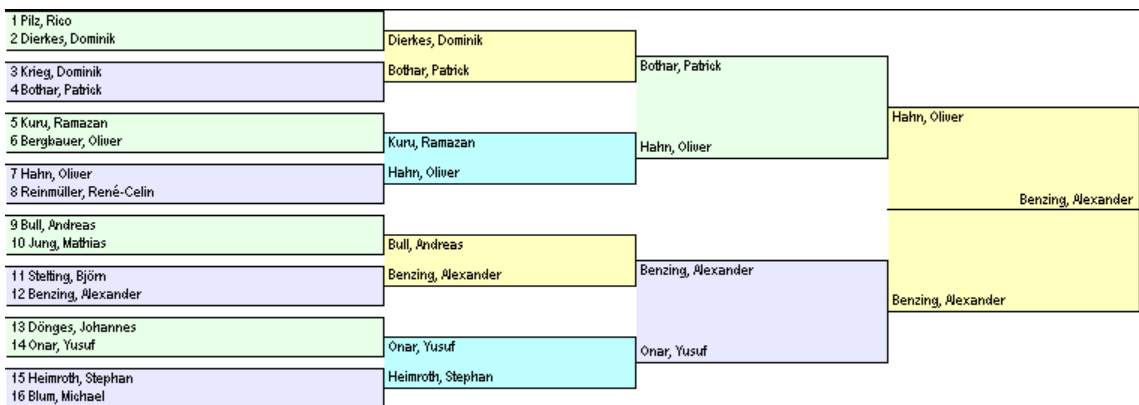 1 Pilz, Rico
2 Dierkes, Dominik
3 Krieg, Dominik
4 Bothar, Patrick
5 Kuru, Ramazan
6 Bergbauer, Oliver
7 Hahn, Oliver
8 Reinmüller, René-Celin
9 Bull, Andreas
10 Jung, Mathias
11 Stelting, Björn
12 Benzing, Alexander
13 Dönges, Johannes
14 Onar, Yusuf
15 Heimroth, Stephan
16 Blum, Michael
Dierkes, Dominik
Bothar, Patrick
Kuru, Ramazan
Hahn, Oliver
Bull, Andreas
Benzing, Alexander
Onar, Yusuf
Heimroth, Stephan
Bothar, Patrick
Hahn, Oliver
Benzing, Alexander
Onar, Yusuf
Hahn, Oliver
Benzing, Alexander
Benzing, Alexander